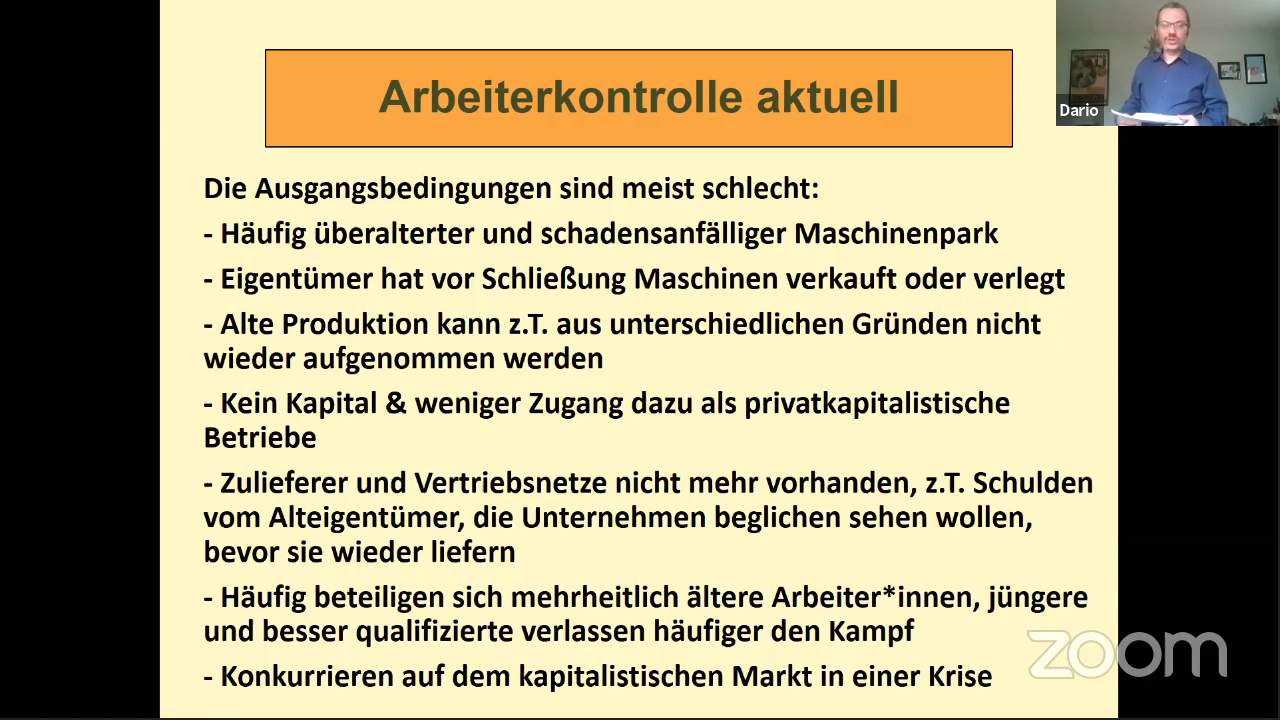 Arbeiterkontrolle aktuell
Dario
Die Ausgangsbedingungen sind meist schlecht:
- Häufig überalterter und schadensanfälliger Maschinenpark
- Eigentümer hat vor Schließung Maschinen verkauft oder verlegt
- Alte Produktion kann z.T. aus unterschiedlichen Gründen nicht
wieder aufgenommen werden
- Kein Kapital & weniger Zugang dazu als privatkapitalistische
Betriebe
- Zulieferer und Vertriebsnetze nicht mehr vorhanden, z.T. Schulden
vom Alteigentümer, die Unternehmen beglichen sehen wollen,
bevor sie wieder liefern
- Häufig beteiligen sich mehrheitlich ältere Arbeiter*innen, jüngere
und besser qualifizierte verlassen häufiger den Kampf
- Konkurrieren auf dem kapitalistischen Markt in einer Krise
zoom